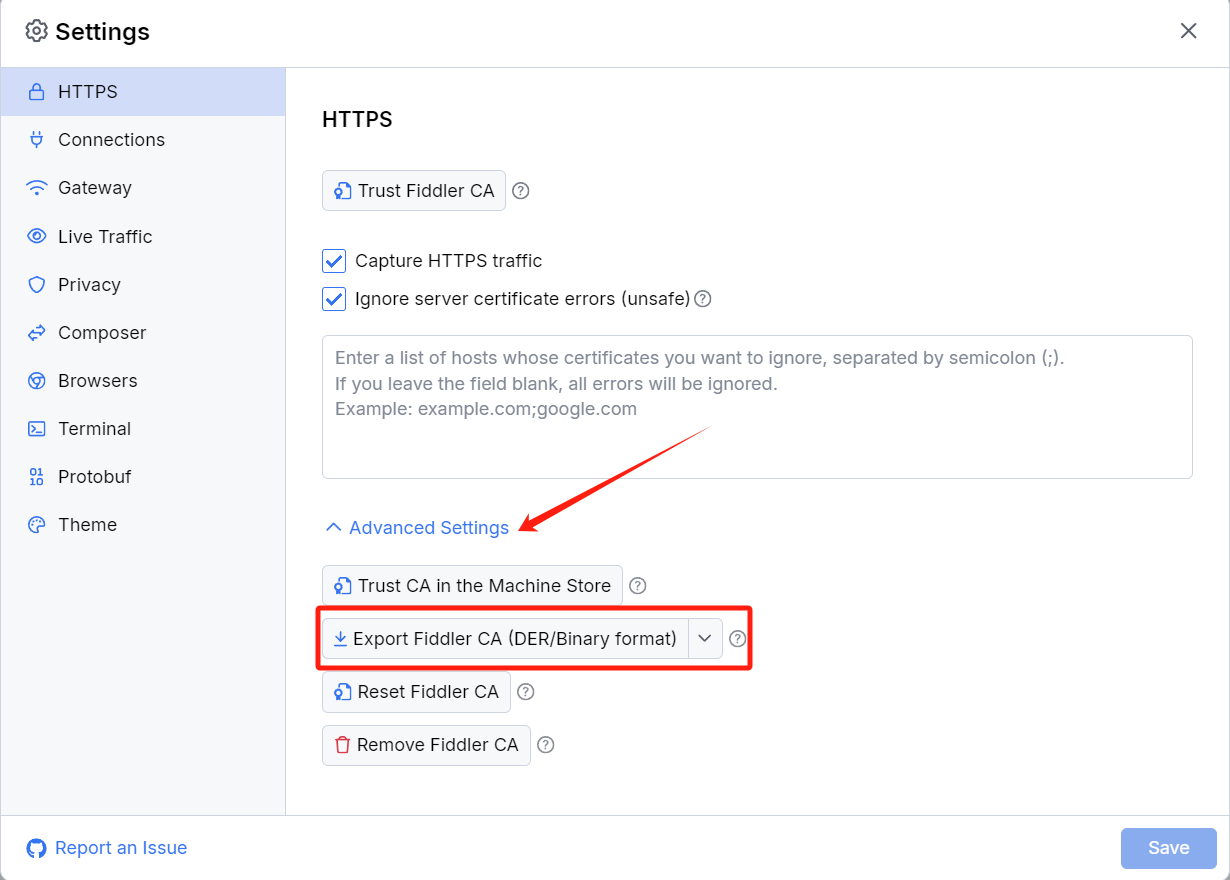 Settings
HTTPS
Connections
Gateway
Live Traffic
Privacy
Composer
Browsers
Terminal
Protobuf
Theme
HTTPS
Trust Fiddler CA
Capture HTTPS traffic
Ignore server certificate errors (unsafe)
Enter a list of hosts whose certificates you want to ignore, separated by semicolon (;).
If you leave the field blank, all errors will be ignored.
Example: example.com;google.com
Advanced Settings
Trust CA in the Machine Store
Export Fiddler CA (DER/Binary format)
Reset Fiddler CA
Remove Fiddler CA
Report an Issue
Save